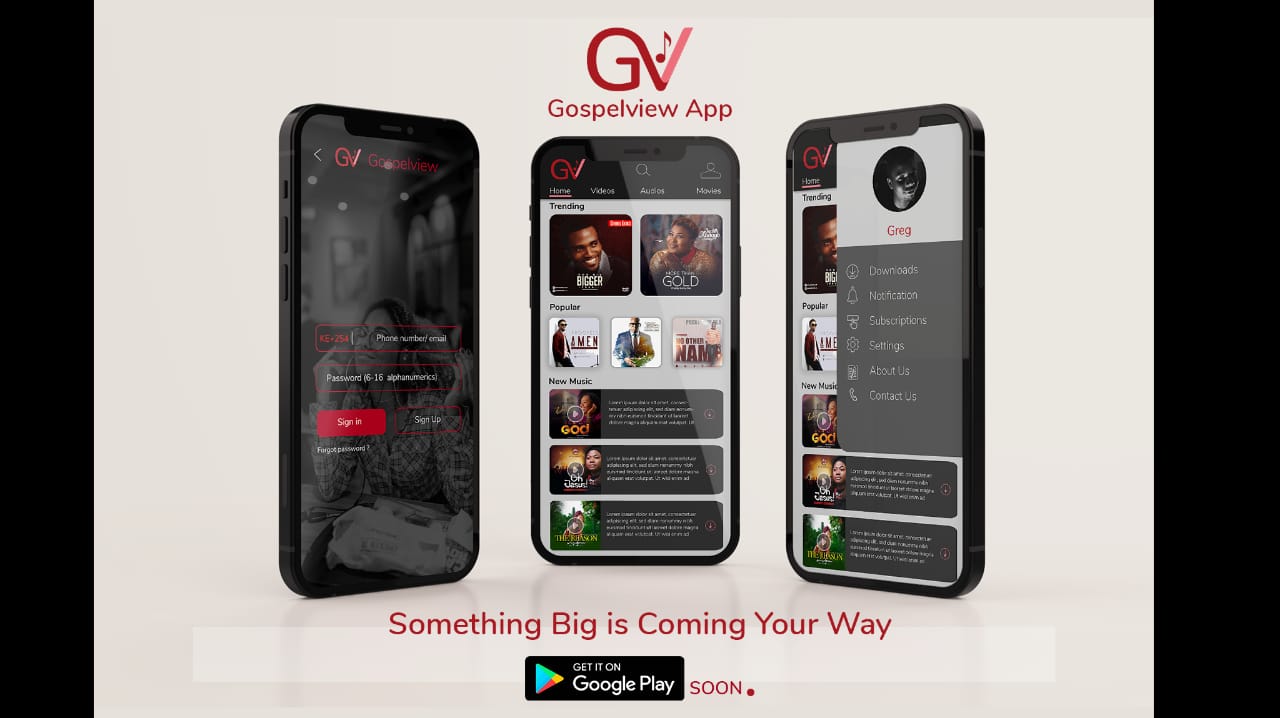 GV
Gospelview App
GV Gospelview
KE+254
Phone number/ email
Password (6-16 alphanumerics)
Sign in
Sign Up
Forgot password ?
GV
Home
Videos
Audios
Movies
Trending
BIGGER
MORE THAN
GOLD
Popular
AMEN
NO OTHER
NAME
New Music
GOD
Lorem ipsum dolor sit amet, consectetuer
adipiscing elit, sed diam nonummy
nibh euismod tincidunt ut laoreet
dolore magna aliquam erat volutpat. Ut
Oh
Jesus!
Lorem ipsum dolor sit amet, consectetuer
adipiscing elit, sed diam nonummy nibh
euismod tincidunt ut laoreet dolore magna
aliquam erat volutpat. Ut wisi enim ad
THE REASON
Lorem ipsum dolor sit amet, consectetuer
adipiscing elit, sed diam nonummy nibh
euismod tincidunt ut laoreet dolore magna
aliquam erat volutpat. Ut wisi enim ad
GV
Home
Trending
Popular
New Music
GOD
Greg
Downloads
Notification
Subscriptions
Settings
About Us
Contact Us
Oh
Jesus!
Lorem ipsum dolor sit amet, consectetuer
adipiscing elit, sed diam nonummy nibh
euismod tincidunt ut laoreet dolore magna
aliquam erat volutpat. Ut wisi enim ad
THE REASON
Lorem ipsum dolor sit amet, consectetuer
adipiscing elit, sed diam nonummy nibh
euismod tincidunt ut laoreet dolore magna
aliquam erat volutpat. Ut wisi enim ad
Something Big is Coming Your Way
GET IT ON
Google Play
SOON.